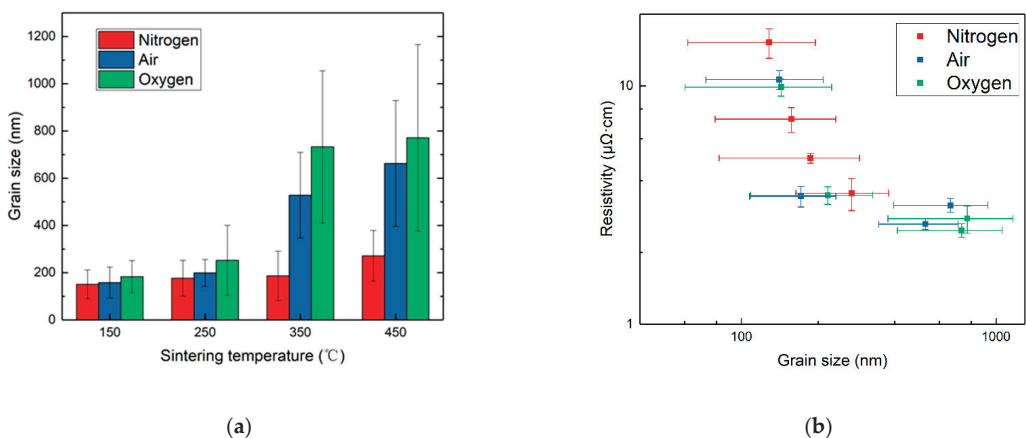 1200
1000
800
600
400
200
0
Grain size (nm)
Nitrogen
Air
Oxygen
150
250
350
450
Sintering temperature (℃)
(a)
10
1
Resistivity (μΩ·cm)
Nitrogen
Air
Oxygen
100
1000
Grain size (nm)
(b)